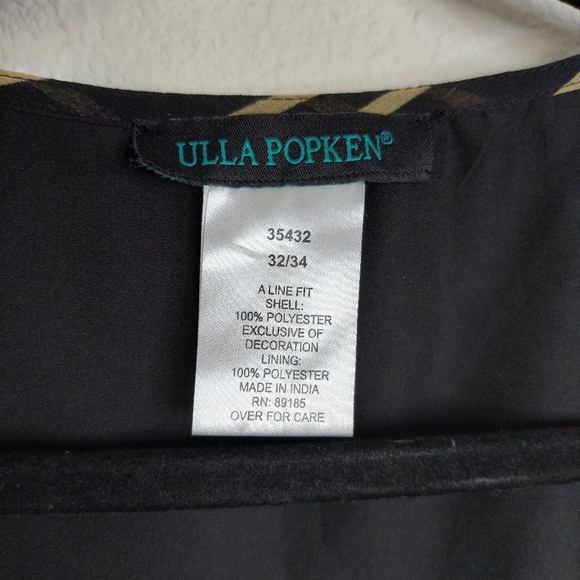 ULLA POPKEN®
35432
32/34
A LINE FIT
SHELL:
100% POLYESTER
EXCLUSIVE OF
DECORATION
LINING:
100% POLYESTER
MADE IN INDIA
RN: 89185
OVER FOR CARE